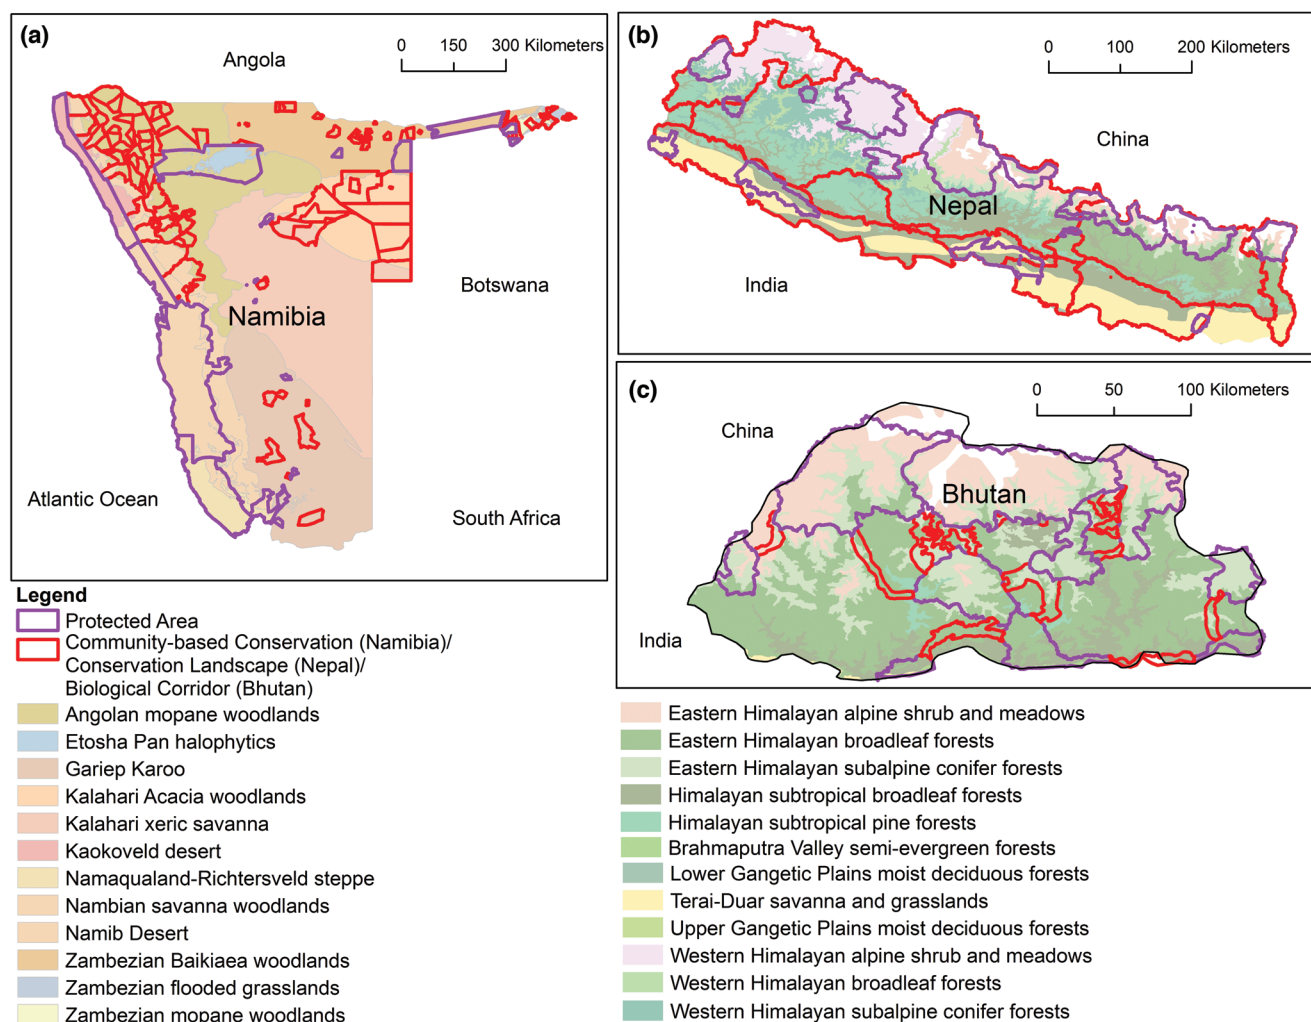 (a)
Angola
0 150 300 Kilometers
Namibia
Botswana
Atlantic Ocean
South Africa
(b)
0 100 200 Kilometers
China
Nepal
India
(c)
0 50 100 Kilometers
China
Bhutan
India
Legend
Protected Area
Community-based Conservation (Namibia)/
Conservation Landscape (Nepal)/
Biological Corridor (Bhutan)
Angolan mopane woodlands
Etosha Pan halophytics
Gariep Karoo
Kalahari Acacia woodlands
Kalahari xeric savanna
Kaokoveld desert
Namaqualand-Richtersveld steppe
Nambian savanna woodlands
Namib Desert
Zambezian Baikiaea woodlands
Zambezian flooded grasslands
Zambezian mopane woodlands
Eastern Himalayan alpine shrub and meadows
Eastern Himalayan broadleaf forests
Eastern Himalayan subalpine conifer forests
Himalayan subtropical broadleaf forests
Himalayan subtropical pine forests
Brahmaputra Valley semi-evergreen forests
Lower Gangetic Plains moist deciduous forests
Terai-Duar savanna and grasslands
Upper Gangetic Plains moist deciduous forests
Western Himalayan alpine shrub and meadows
Western Himalayan broadleaf forests
Western Himalayan subalpine conifer forests